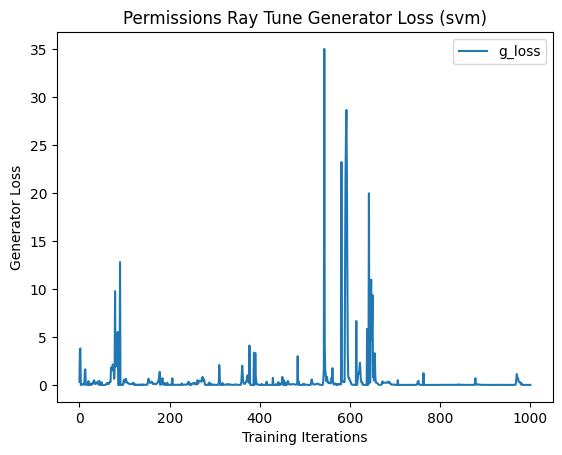 Permissions Ray Tune Generator Loss (svm)
g_loss
Generator Loss
35
30
25
20
15
10
5
0
0 200 400 600 800 1000
Training Iterations